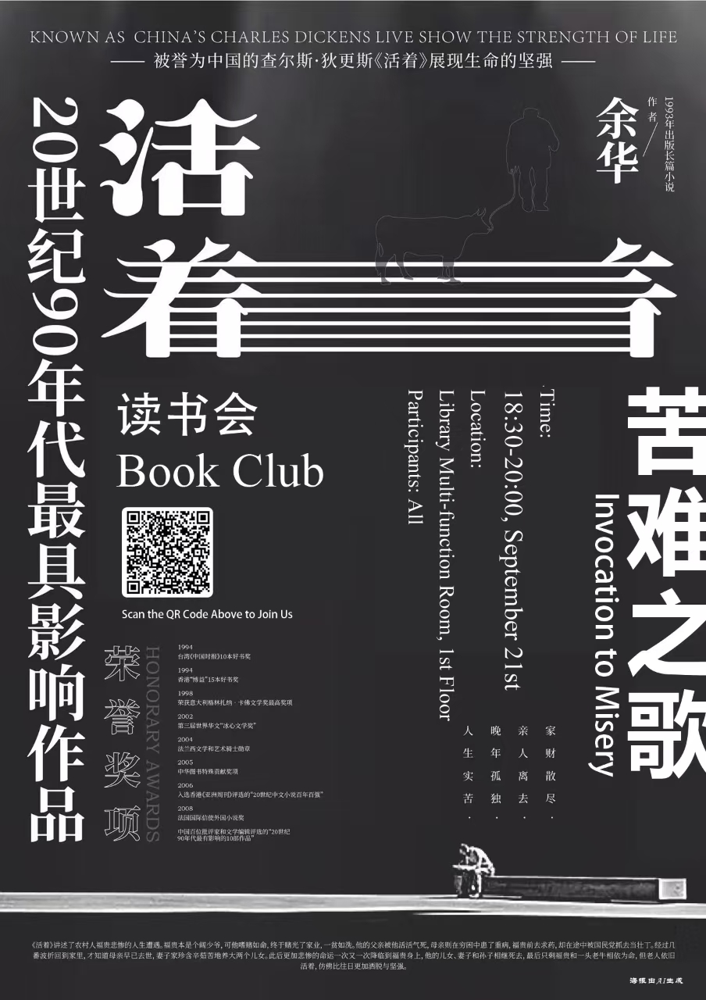 KNOWN AS CHINA'S CHARLES DICKENS LIVE SHOW THE STRENGTH OF LIFE
被誉为中国的查尔斯·狄更斯《活着》展现生命的坚强
20世纪90年代最具影响作品
活
着
1993年出版长篇小说
作者
余华
读书会
Book Club
Scan the QR Code Above to Join Us
Time:
18:30-20:00, September 21st
Location:
Library Multi-function Room, 1st Floor
Participants: All
苦难之歌
Invocation to Misery
荣誉奖项
HONORARY AWARDS
1994
台湾《中国时报》10本好书奖
1994
香港“博益”15本好书奖
1998
荣获意大利格林扎纳·卡佛文学奖最高奖项
2002
第三届世界华文“冰心文学奖”
2004
法兰西文学和艺术骑士勋章
2005
中华图书特殊贡献奖项
2006
入选香港《亚洲周刊》评选的“20世纪中文小说百年百强”
2008
法国国际信使外国小说奖
中国百位批评家和文学编辑评选的“20世纪
90年代最有影响的10部作品”
家财散尽·
亲人离去·
晚年孤独·
人生实苦·
《活着》讲述了农村人福贵悲惨的人生遭遇。福贵本是个阔少爷, 可他嗜赌如命, 终于赌光了家业, 一贫如洗。他的父亲被他活活气死, 母亲则在穷困中患了重病, 福贵前去求药, 却在途中被国民党抓去当壮丁。经过几
番波折回到家里, 才知道母亲早已去世, 妻子家珍含辛茹苦地养大两个儿女。此后更加悲惨的命运一次又一次降临到福贵身上, 他的儿女、妻子和孙子相继死去, 最后只剩福贵和一头老牛相依为命, 但老人依旧
活着, 仿佛比往日更加洒脱与坚强。
海报由AI生成